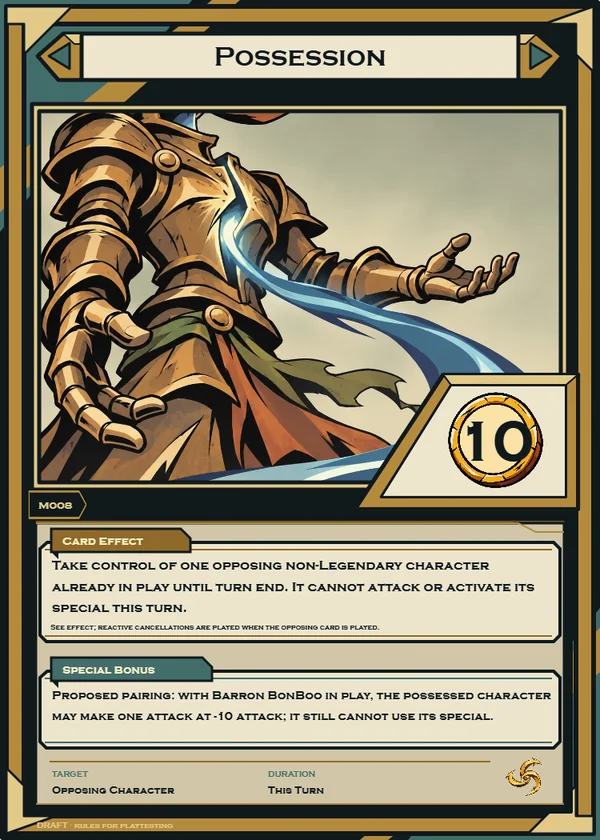 Possession
10
M008
Card Effect
Take control of one opposing non-Legendary character
already in play until turn end. It cannot attack or activate its
special this turn.
See effect; reactive cancellations are played when the opposing card is played.
Special Bonus
Proposed pairing: with Barron BonBoo in play, the possessed character
may make one attack at -10 attack; it still cannot use its special.
Target
Duration
Opposing Character
This Turn
DRAFT · Rules for playtesting